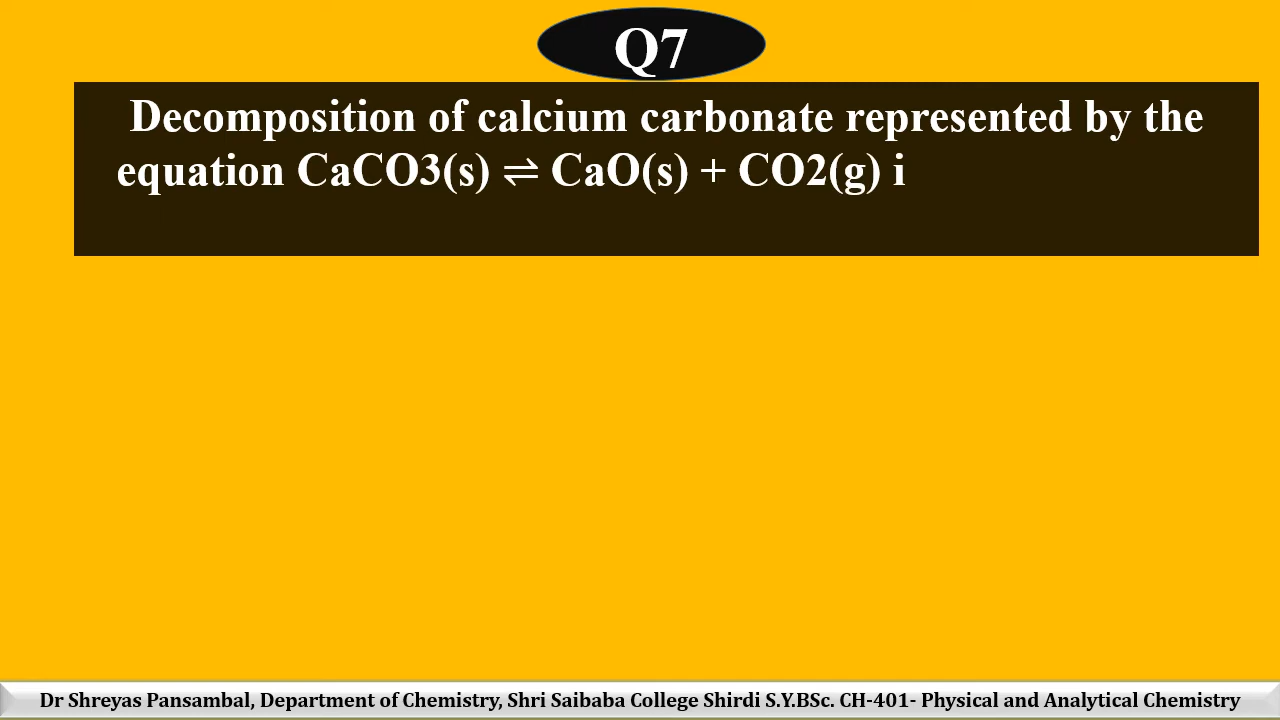 Q7
Decomposition of calcium carbonate represented by the
equation CaCO3(s) ⇌ CaO(s) + CO2(g) i
Dr Shreyas Pansambal, Department of Chemistry, Shri Saibaba College Shirdi S.Y.BSc. CH-401- Physical and Analytical Chemistry